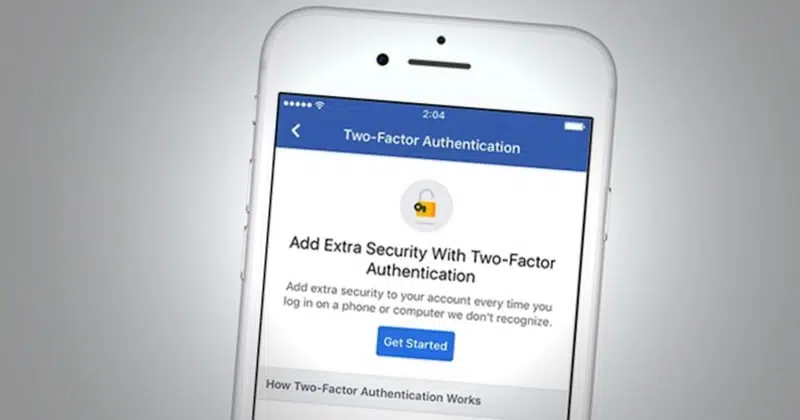 2:04
Two-Factor Authentication
Add Extra Security With Two-Factor
Authentication
Add extra security to your account every time you
log in on a phone or computer we don't recognize.
Get Started
How Two-Factor Authentication Works